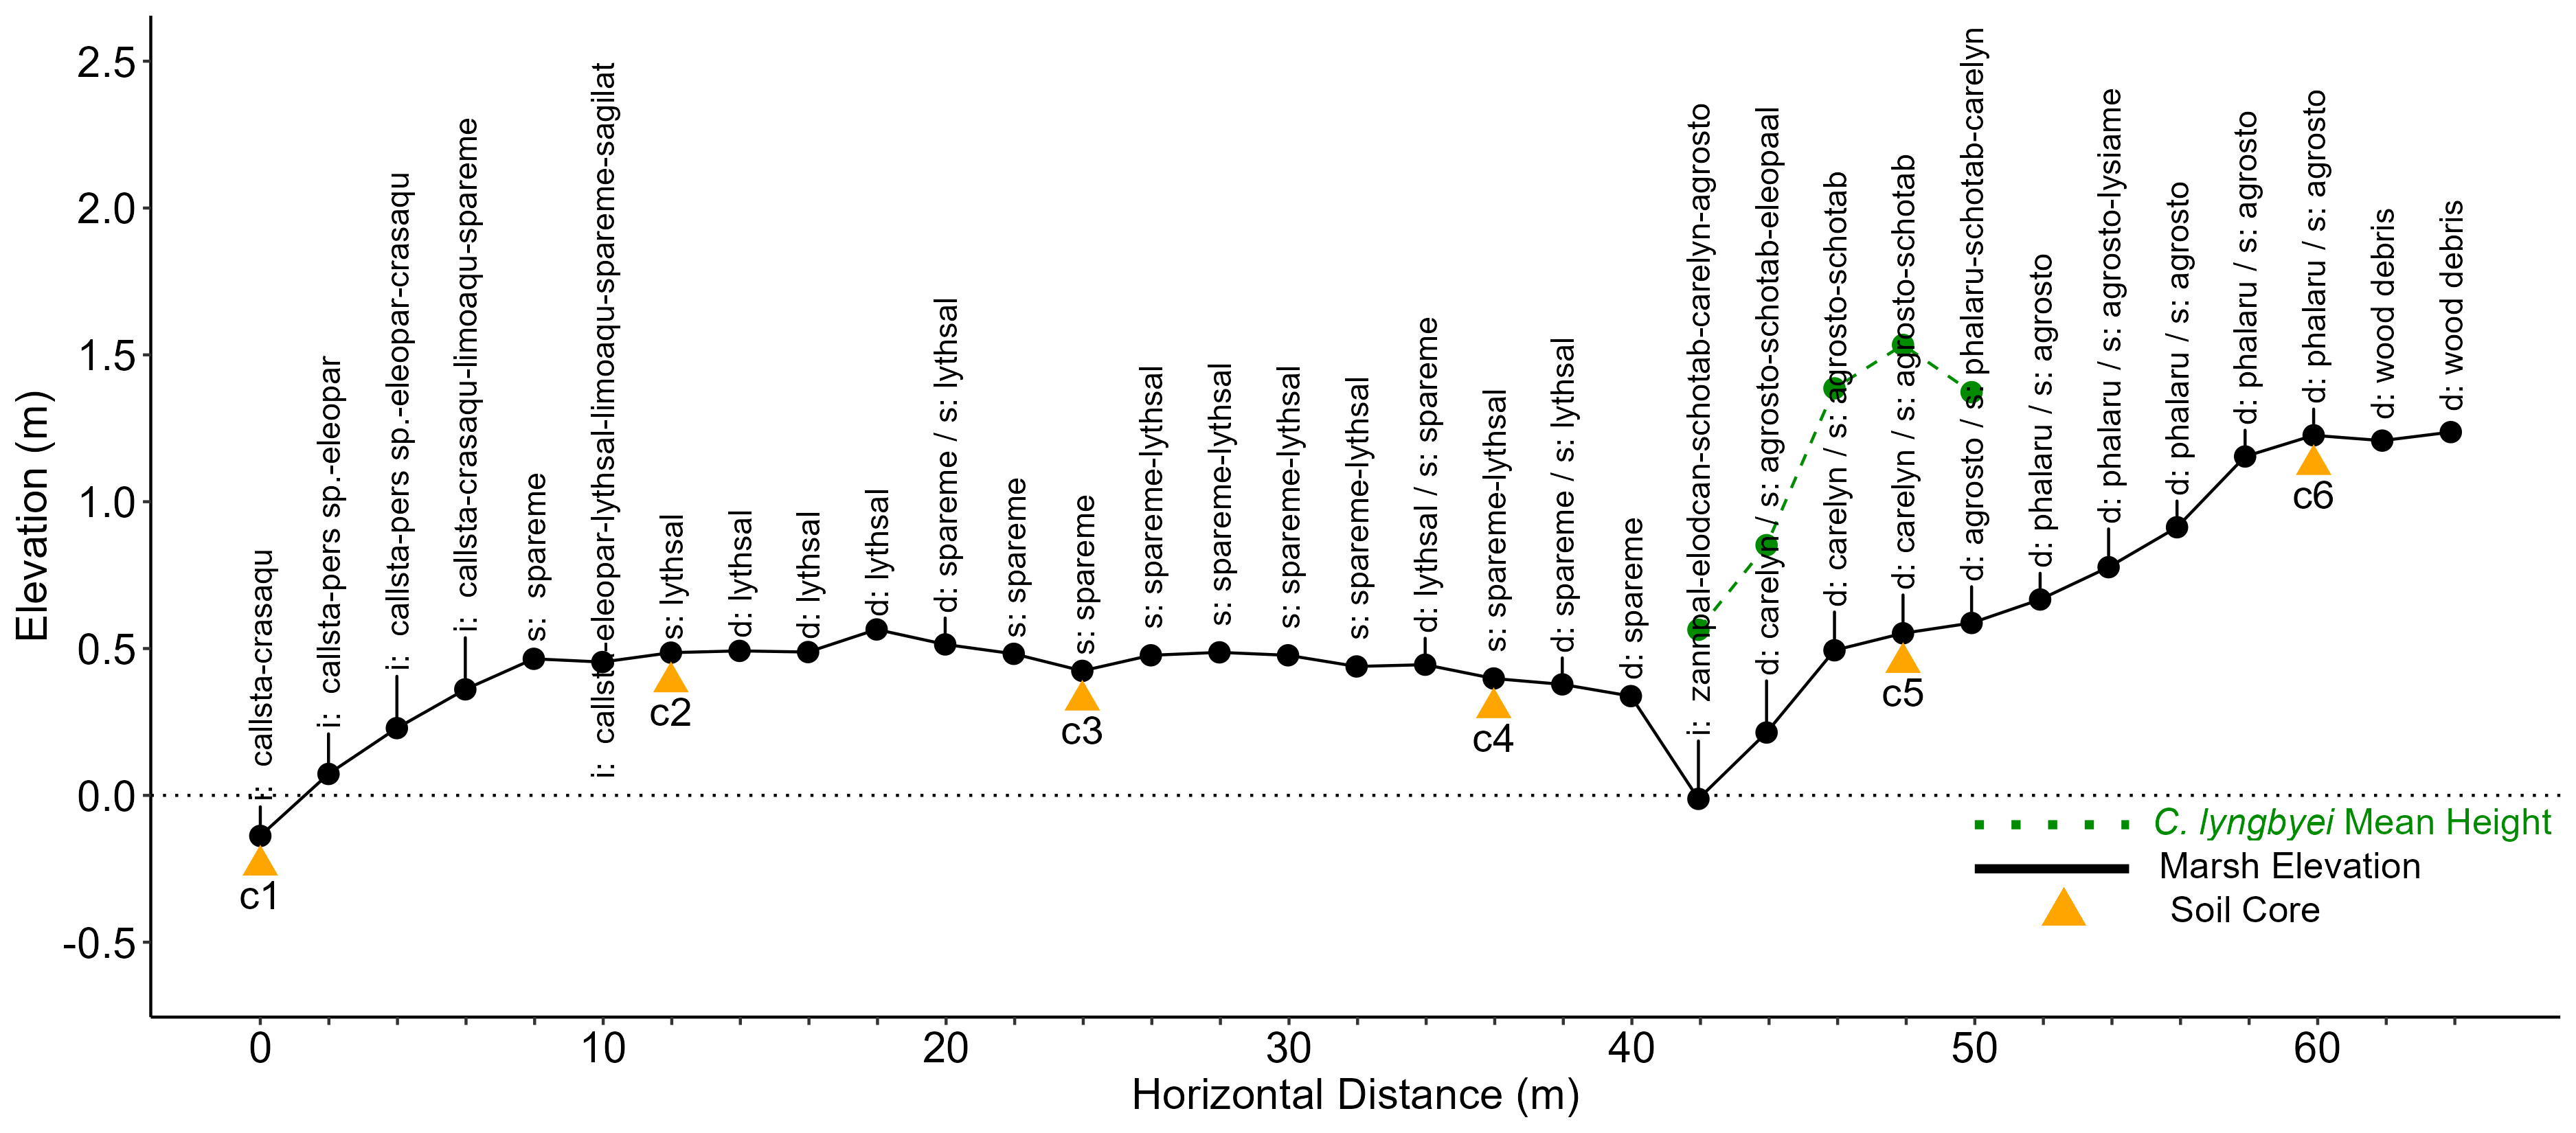 Elevation (m)
2.5
2.0
1.5
1.0
0.5
0.0
-0.5
i: callsta-crasaqu
i: callsta-pers sp.-eleopar
i: callsta-pers sp.-eleopar-crasaqu
i: callsta-crasaqu-limoaqu-spareme
s: spareme
i: callsta-eleopar-lythsal-limoaqu-spareme-sagilat
s: lythsal
d: lythsal
d: lythsal
d: lythsal
d: spareme / s: lythsal
s: spareme
s: spareme
s: spareme-lythsal
s: spareme-lythsal
s: spareme-lythsal
s: spareme-lythsal
d: lythsal / s: spareme
s: spareme-lythsal
d: spareme / s: lythsal
d: spareme
i: zannpal-elodcan-schotab-carelyn-agrosto
d: carelyn / s: agrosto-schotab-eleopaal
d: carelyn / s: agrosto-schotab
d: carelyn / s: agrosto-schotab
d: agrosto / s: phalaru-schotab-carelyn
d: phalaru / s: agrosto
d: phalaru / s: agrosto-lysiame
d: phalaru / s: agrosto
d: phalaru / s: agrosto
d: phalaru / s: agrosto
d: wood debris
d: wood debris
c1
c2
c3
c4
c5
c6
C. lyngbyei Mean Height
Marsh Elevation
Soil Core
0
10
20
30
40
50
60
Horizontal Distance (m)